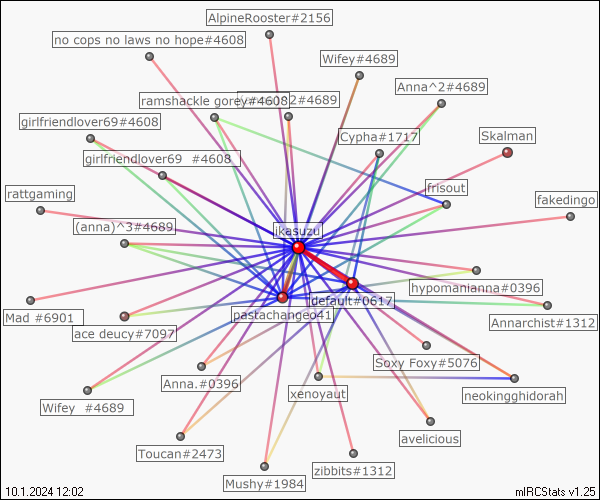 AlpineRooster#2156
no cops no laws no hope#4608
Wifey#4689
Anna^2#4689
ramshackle gorey#4608
2#4689
girlfriendlover69#4608
Cypha#1717
Skalman
girlfriendlover69 #4608
frisout
rattgaming
fakedingo
(anna)^3#4689
ikasuzu
hypomanianna#0396
default#0617
pastachangeo41
Mad #6901
Annarchist#1312
ace deucy#7097
Soxy Foxy#5076
Anna.#0396
xenoyaut
neokingghidorah
Wifey #4689
avelicious
Toucan#2473
zibbits#1312
Mushy#1984
10.1.2024 12:02
mIRCStats v1.25